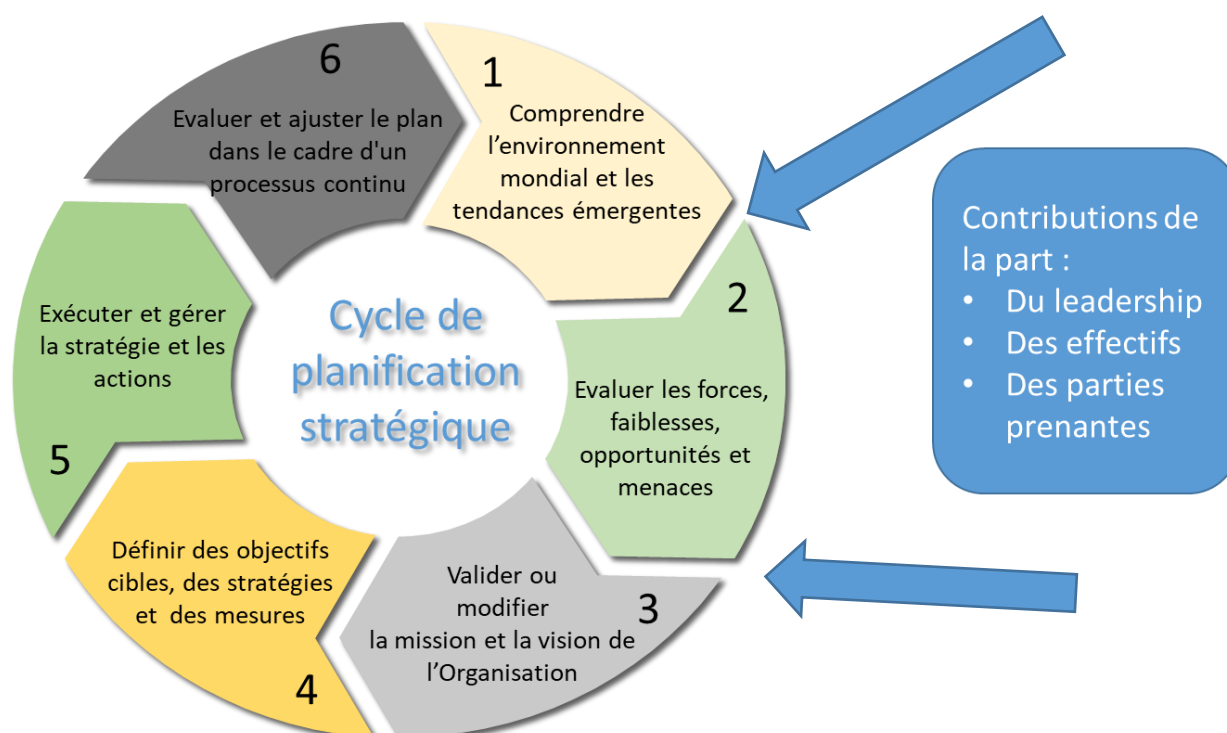 6
Evaluer et ajuster le plan
dans le cadre d'un
processus continu
1
Comprendre
l’environnement
mondial et les
tendances émergentes
2
Evaluer les forces,
faiblesses,
opportunités et
menaces
3
Valider ou
modifier
la mission et la vision de
l’Organisation
4
Définir des objectifs
cibles, des stratégies
et des mesures
5
Exécuter et gérer
la stratégie et les
actions
Cycle de
planification
stratégique
Contributions de
la part :
• Du leadership
• Des effectifs
• Des parties
prenantes